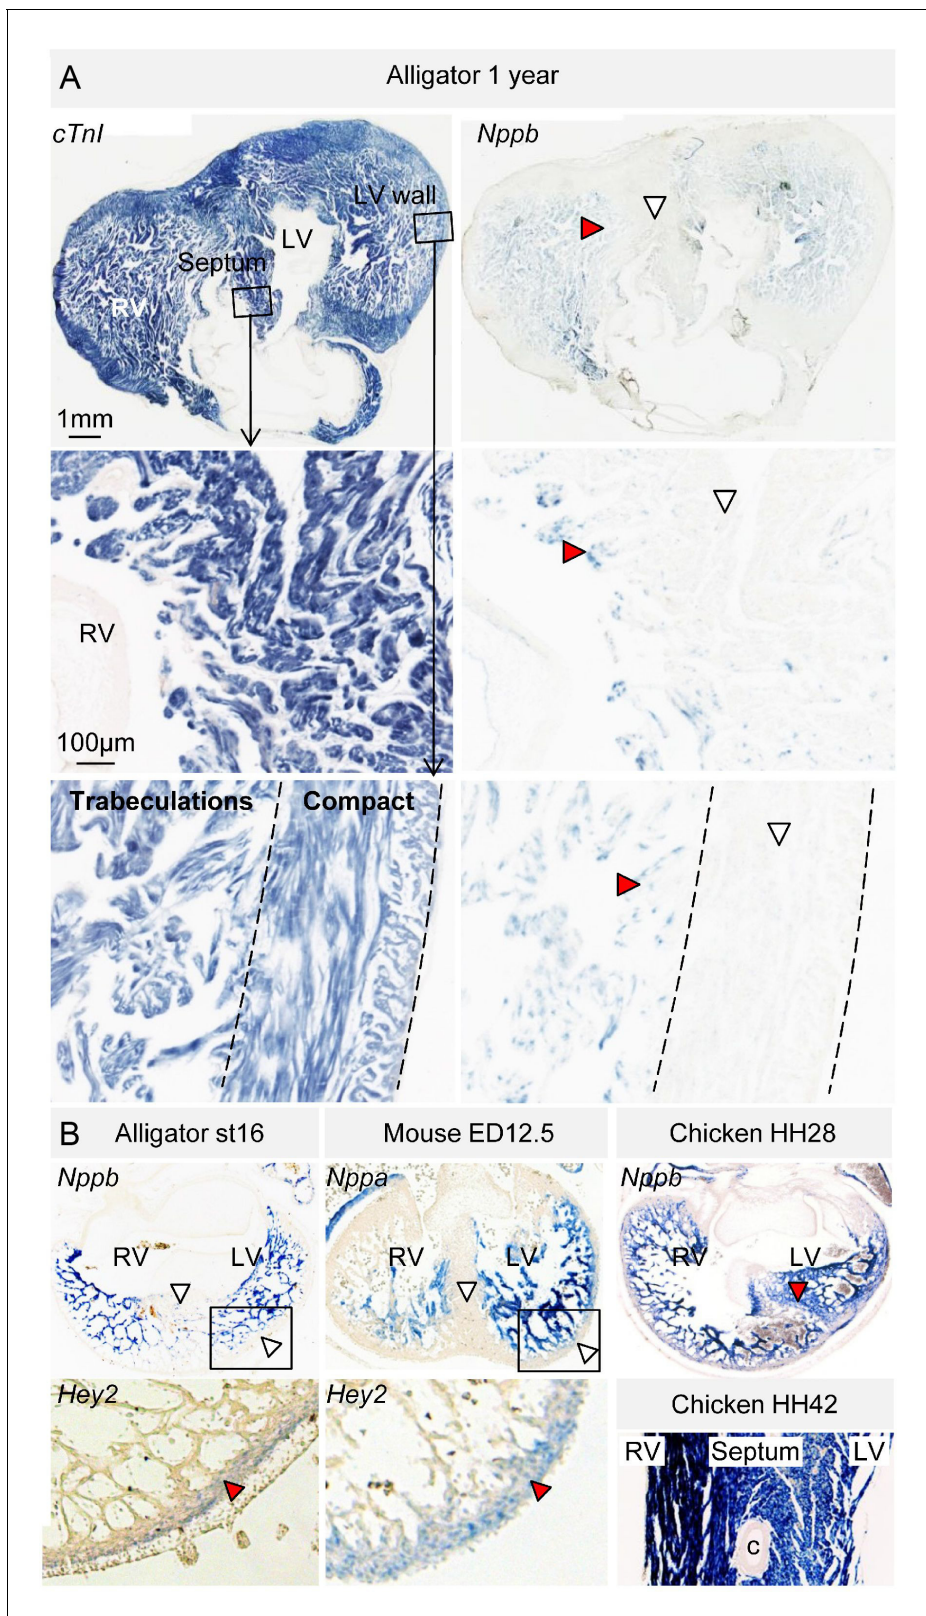 A Alligator 1 year
cTnI Nppb
LV wall
LV
Septum
RV
1mm
RV
100µm
Trabeculations Compact
B Alligator st16 Mouse ED12.5 Chicken HH28
Nppb Nppa Nppb
RV LV RV LV RV LV
Hey2 Hey2 Chicken HH42
RV Septum LV
c